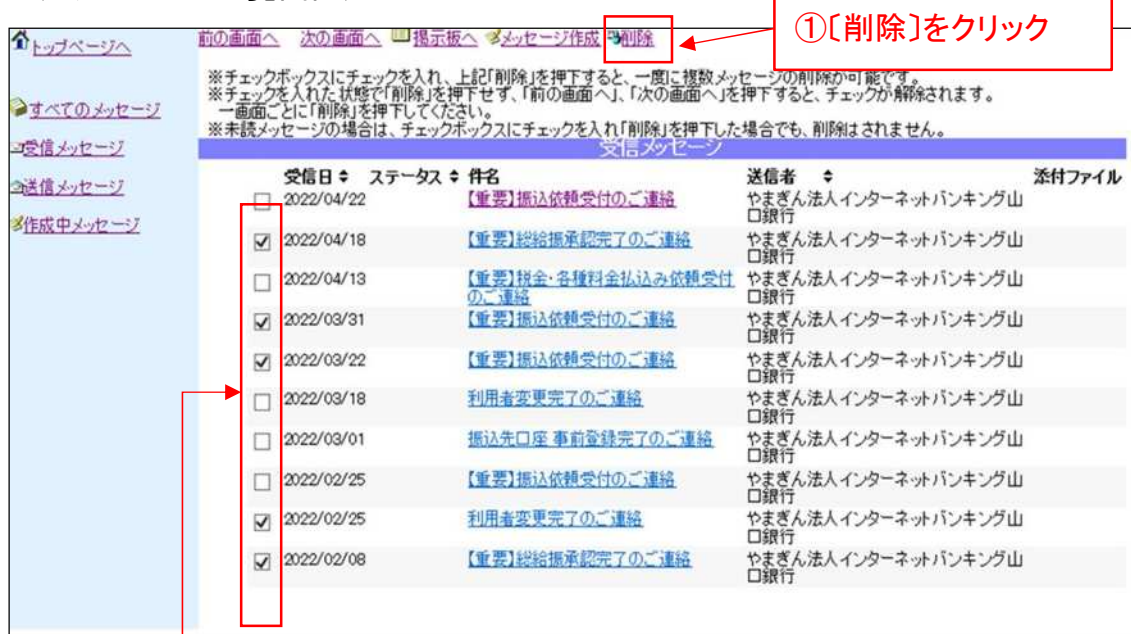 ①〔削除〕をクリック
トップページへ
前の画面へ 次の画面へ 掲示板へ メッセージ作成 削除
※チェックボックスにチェックを入れ、上記「削除」を押下すると、一度に複数メッセージの削除が可能です。
※チェックを入れた状態で「削除」を押下せず、「前の画面へ」、「次の画面へ」を押下すると、チェックが解除されます。
一画面ごとに「削除」を押下してください。
※未読メッセージの場合は、チェックボックスにチェックを入れ「削除」を押下した場合でも、削除はされません。
すべてのメッセージ
受信メッセージ
送信メッセージ
作成中メッセージ
受信メッセージ
受信日 ステータス 件名 送信者 添付ファイル
2022/04/22 【重要】振込依頼受付のご連絡 やまぎん法人インターネットバンキング山
口銀行
2022/04/18 【重要】総給振承認完了のご連絡 やまぎん法人インターネットバンキング山
口銀行
2022/04/13 【重要】税金・各種料金払込み依頼受付 やまぎん法人インターネットバンキング山
のご連絡 口銀行
2022/03/31 【重要】振込依頼受付のご連絡 やまぎん法人インターネットバンキング山
口銀行
2022/03/22 【重要】振込依頼受付のご連絡 やまぎん法人インターネットバンキング山
口銀行
2022/03/18 利用者変更完了のご連絡 やまぎん法人インターネットバンキング山
口銀行
2022/03/01 振込先口座 事前登録完了のご連絡 やまぎん法人インターネットバンキング山
口銀行
2022/02/25 【重要】振込依頼受付のご連絡 やまぎん法人インターネットバンキング山
口銀行
2022/02/25 利用者変更完了のご連絡 やまぎん法人インターネットバンキング山
口銀行
2022/02/08 【重要】総給振承認完了のご連絡 やまぎん法人インターネットバンキング山
口銀行